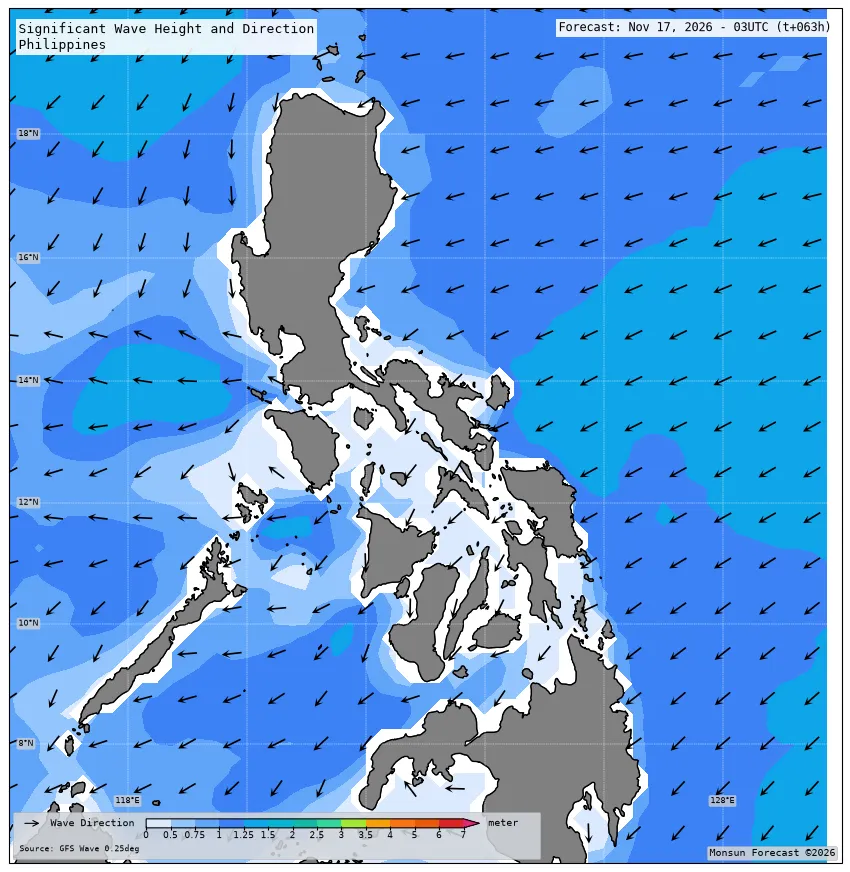 Significant Wave Height and Direction
Philippines
Forecast: Nov 17, 2026 - 03UTC (t+063h)
18°N
16°N
14°N
12°N
10°N
8°N
118°E
128°E
Wave Direction
0 0.5 0.75 1 1.25 1.5 2 2.5 3 3.5 4 5 6 7
meter
Source: GFS Wave 0.25deg
Monsun Forecast ©2026